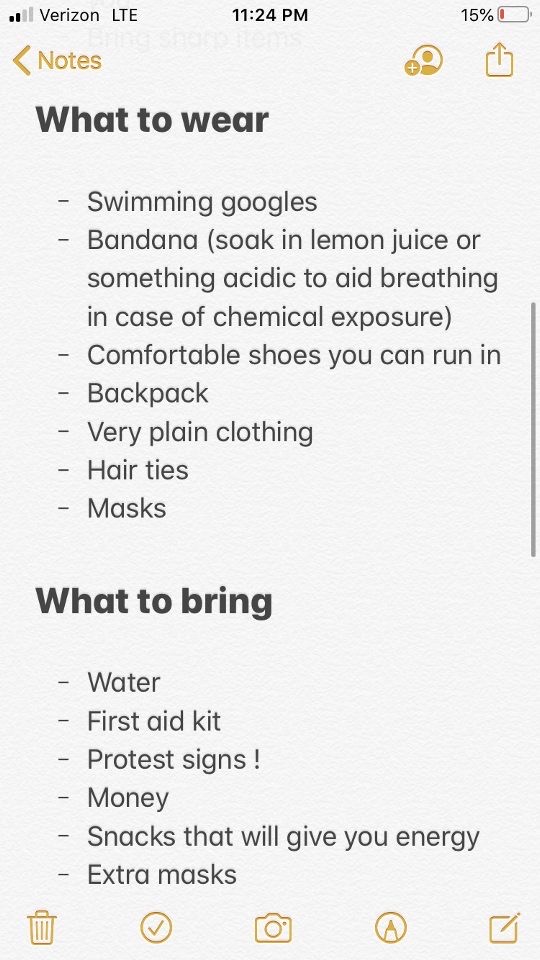 Verizon LTE 11:24 PM 15%
Bring sharp items
Notes
What to wear
- Swimming googles
- Bandana (soak in lemon juice or
something acidic to aid breathing
in case of chemical exposure)
- Comfortable shoes you can run in
- Backpack
- Very plain clothing
- Hair ties
- Masks
What to bring
- Water
- First aid kit
- Protest signs !
- Money
- Snacks that will give you energy
- Extra masks